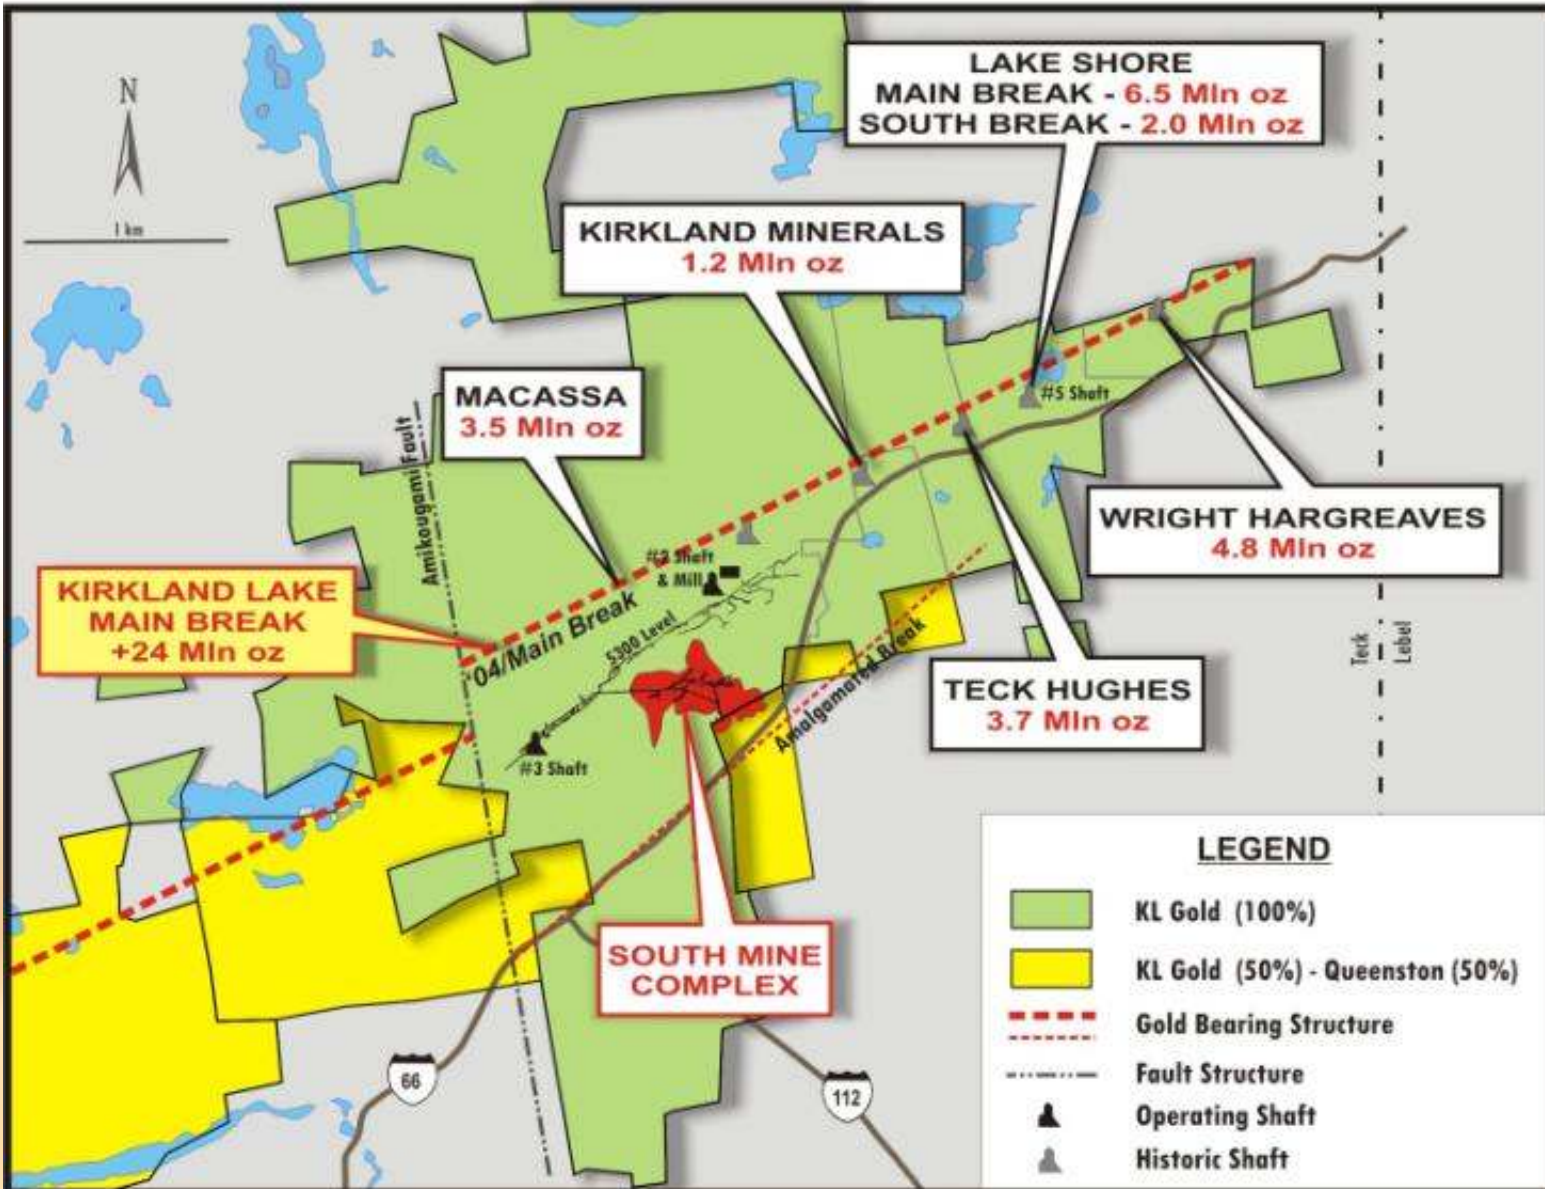 N
1 km
LAKE SHORE
MAIN BREAK - 6.5 Mln oz
SOUTH BREAK - 2.0 Mln oz
KIRKLAND MINERALS
1.2 Mln oz
MACASSA
3.5 Mln oz
#5 Shaft
Amikougami Fault
WRIGHT HARGREAVES
4.8 Mln oz
#2 Shaft
& Mill
KIRKLAND LAKE
MAIN BREAK
+24 Mln oz
'04/Main Break
5300 Level
Teck
Lebel
Amalgamated Break
TECK HUGHES
3.7 Mln oz
#3 Shaft
SOUTH MINE
COMPLEX
66
112
LEGEND
KL Gold (100%)
KL Gold (50%) - Queenston (50%)
Gold Bearing Structure
Fault Structure
Operating Shaft
Historic Shaft